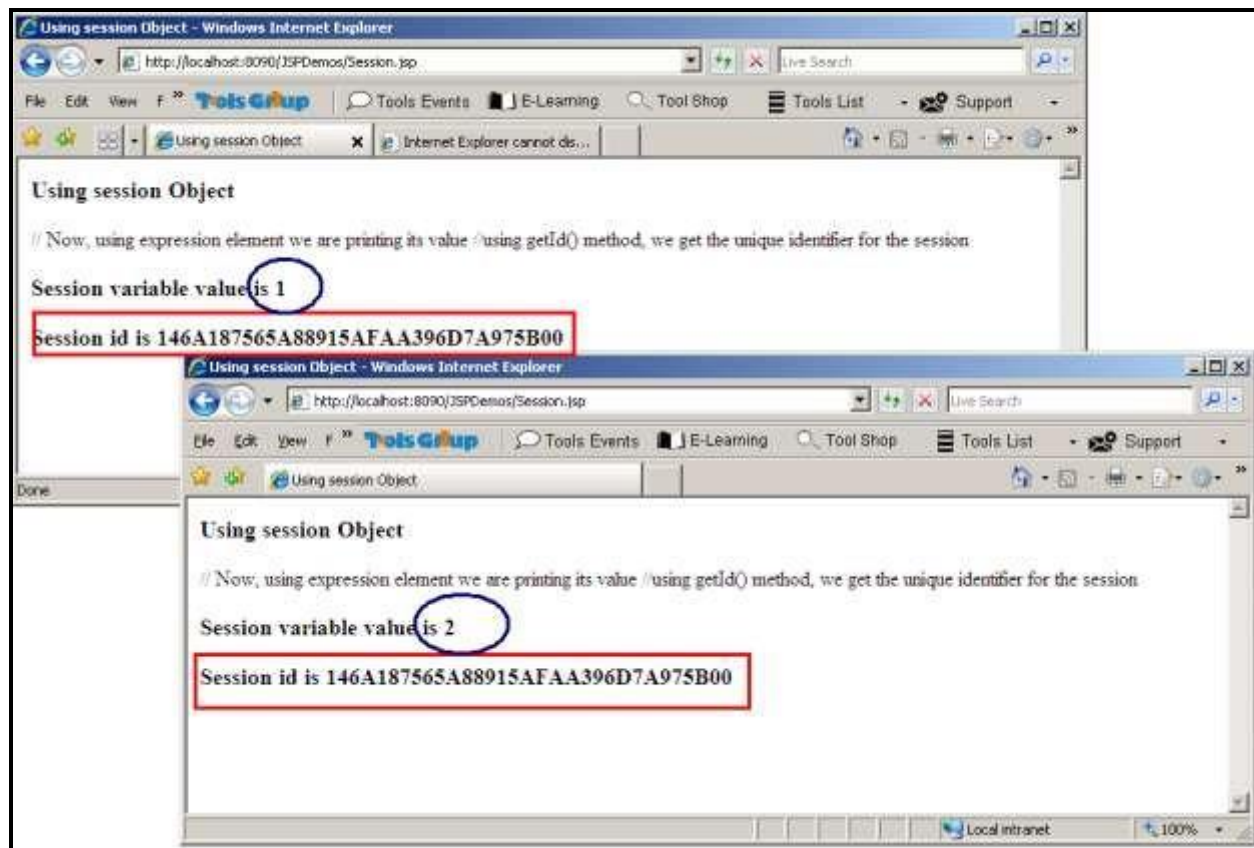 Using session Object - Windows Internet Explorer
http://localhost:8090/JSPDemos/Session.jsp
Live Search
File Edit View F » Tools Group Tools Events E-Learning Tool Shop Tools List Support
Using session Object Internet Explorer cannot dis...
Using session Object
// Now, using expression element we are printing its value //using getId() method, we get the unique identifier for the session
Session variable value is 1
Session id is 146A187565A88915AFAA396D7A975B00
Done
Using session Object - Windows Internet Explorer
http://localhost:8090/JSPDemos/Session.jsp
Live Search
File Edit View F » Tools Group Tools Events E-Learning Tool Shop Tools List Support
Using session Object
Using session Object
// Now, using expression element we are printing its value //using getId() method, we get the unique identifier for the session
Session variable value is 2
Session id is 146A187565A88915AFAA396D7A975B00
Local intranet 100%